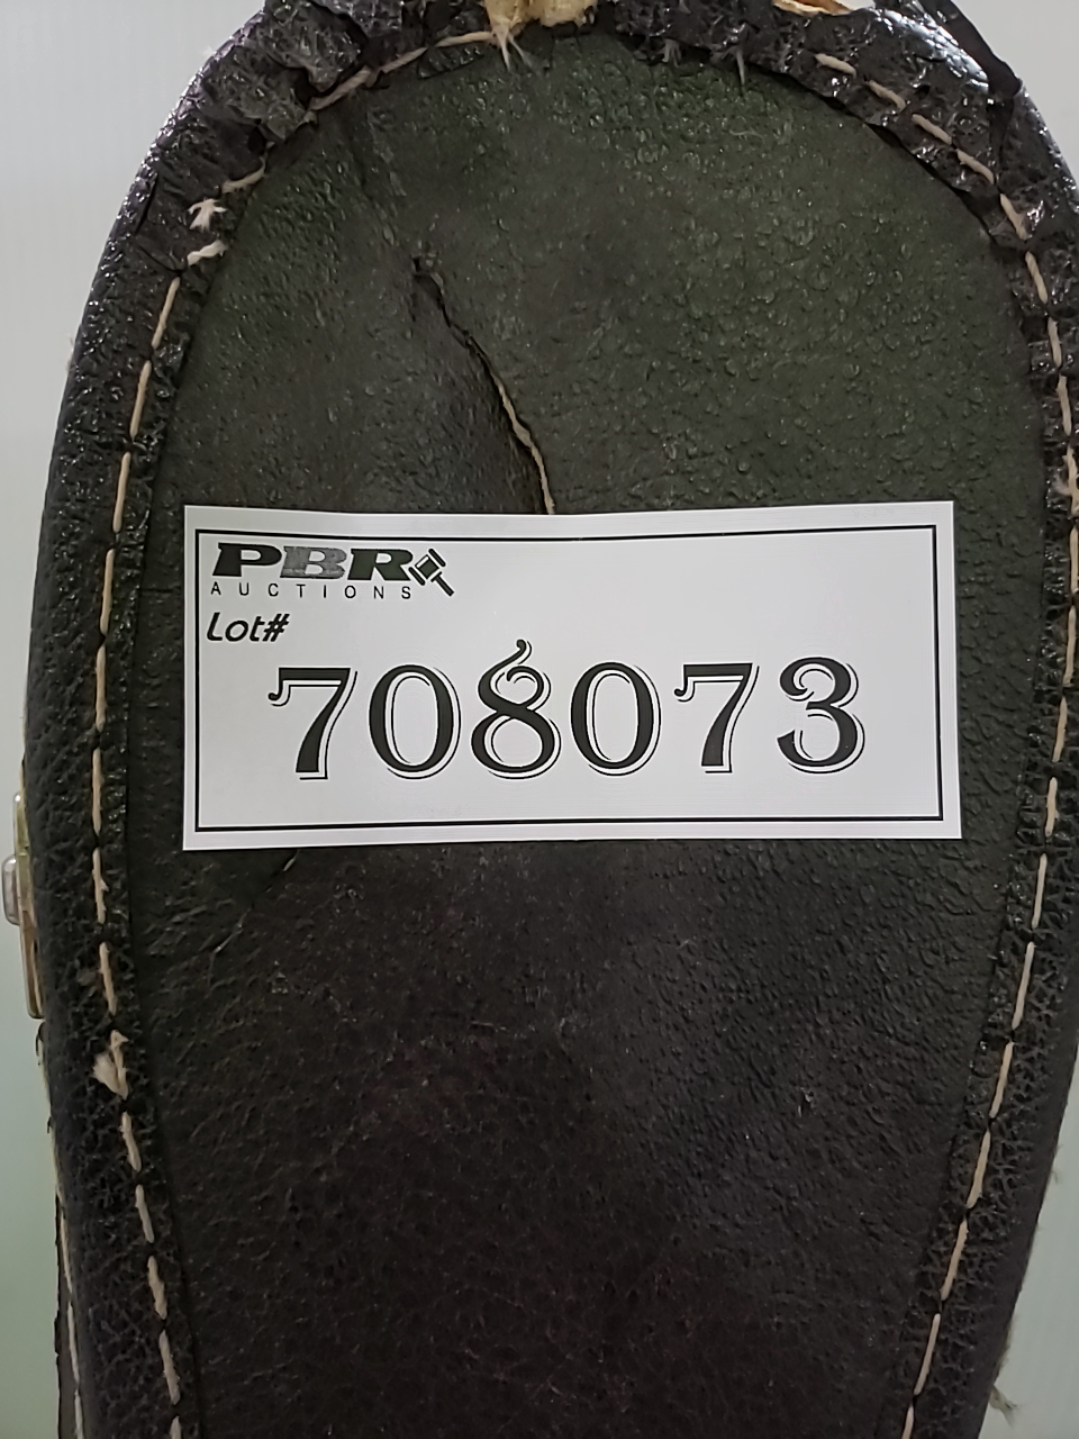 PBR
AUCTIONS
Lot#
708073